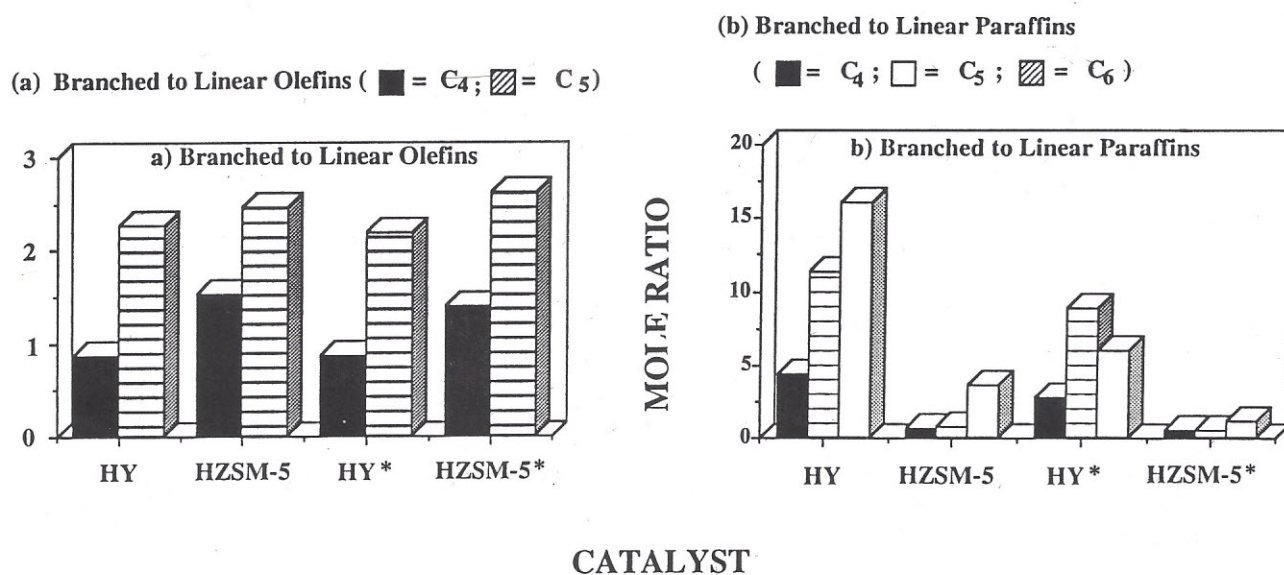 (b) Branched to Linear Paraffins
(a) Branched to Linear Olefins ( ■ = C₄ ; ▨ = C₅)
( ■ = C₄ ; □ = C₅ ; ▨ = C₆ )
a) Branched to Linear Olefins
3
2
1
0
HY HZSM-5 HY* HZSM-5*
MOLE RATIO
b) Branched to Linear Paraffins
20
15
10
5
0
HY HZSM-5 HY* HZSM-5*
CATALYST